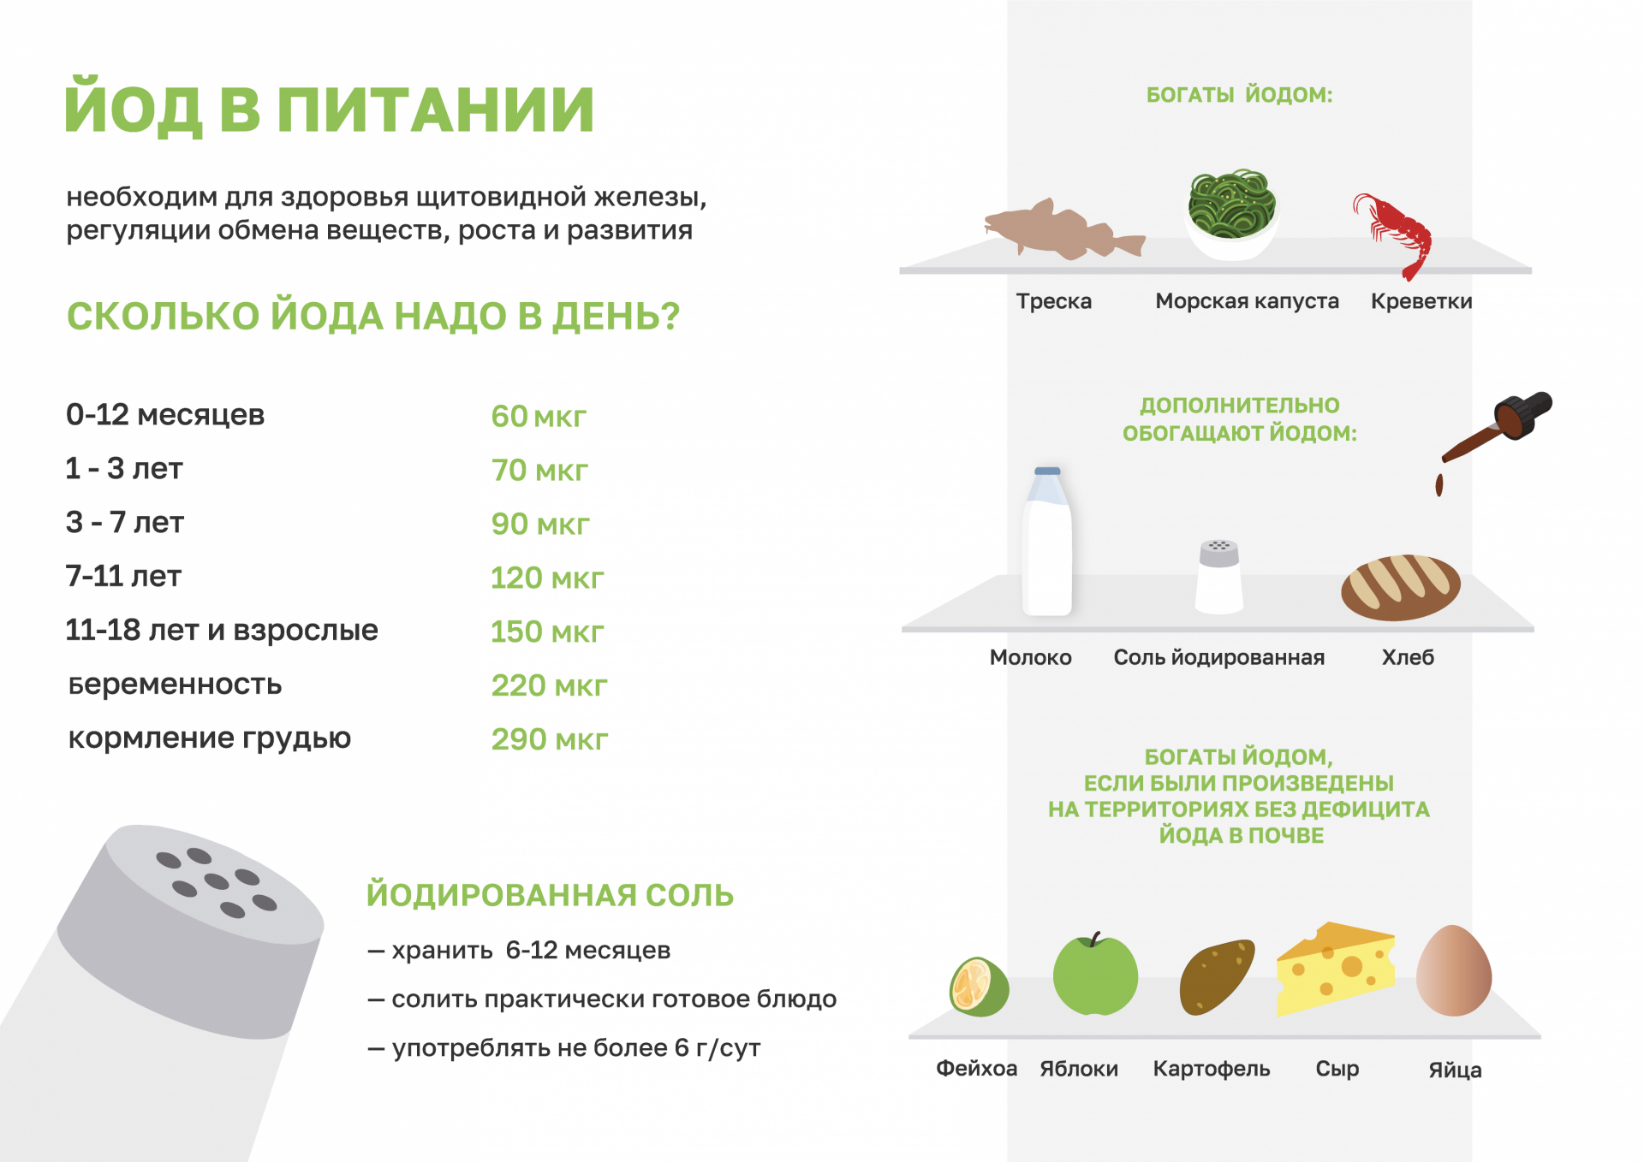 ЙОД В ПИТАНИИ
необходим для здоровья щитовидной железы,
регуляции обмена веществ, роста и развития
СКОЛЬКО ЙОДА НАДО В ДЕНЬ?
0-12 месяцев 60 мкг
1 - 3 лет 70 мкг
3 - 7 лет 90 мкг
7-11 лет 120 мкг
11-18 лет и взрослые 150 мкг
беременность 220 мкг
кормление грудью 290 мкг
ЙОДИРОВАННАЯ СОЛЬ
— хранить 6-12 месяцев
— солить практически готовое блюдо
— употреблять не более 6 г/сут
БОГАТЫ ЙОДОМ:
Треска Морская капуста Креветки
ДОПОЛНИТЕЛЬНО
ОБОГАЩАЮТ ЙОДОМ:
Молоко Соль йодированная Хлеб
БОГАТЫ ЙОДОМ,
ЕСЛИ БЫЛИ ПРОИЗВЕДЕНЫ
НА ТЕРРИТОРИЯХ БЕЗ ДЕФИЦИТА
ЙОДА В ПОЧВЕ
Фейхоа Яблоки Картофель Сыр Яйца